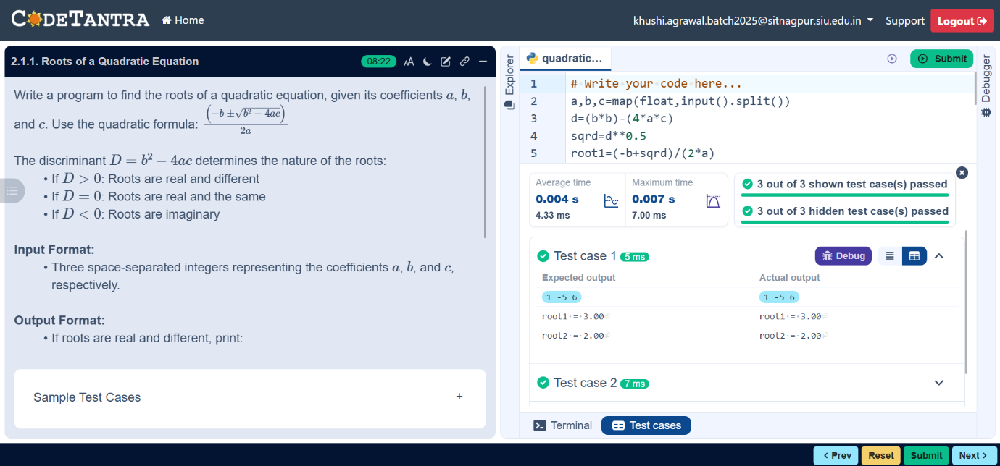 CODETANTRA Home khushi.agrawal.batch2025@sitnagpur.siu.edu.in Support Logout
2.1.1. Roots of a Quadratic Equation 08:22 AA
Write a program to find the roots of a quadratic equation, given its coefficients a, b,
and c. Use the quadratic formula: (−b ±√b² − 4ac) / 2a
The discriminant D = b² − 4ac determines the nature of the roots:
• If D > 0: Roots are real and different
• If D = 0: Roots are real and the same
• If D < 0: Roots are imaginary
Input Format:
• Three space-separated integers representing the coefficients a, b, and c,
respectively.
Output Format:
• If roots are real and different, print:
Sample Test Cases +
Explorer
quadratic...
Submit
Debugger
1 # Write your code here...
2 a,b,c=map(float,input().split())
3 d=(b*b)-(4*a*c)
4 sqrd=d**0.5
5 root1=(-b+sqrd)/(2*a)
Average time
0.004 s
4.33 ms
Maximum time
0.007 s
7.00 ms
3 out of 3 shown test case(s) passed
3 out of 3 hidden test case(s) passed
Test case 1 5 ms Debug
Expected output Actual output
1 -5 6 1 -5 6
root1·=·3.00 root1·=·3.00
root2·=·2.00 root2·=·2.00
Test case 2 7 ms
Terminal Test cases
< Prev Reset Submit Next >